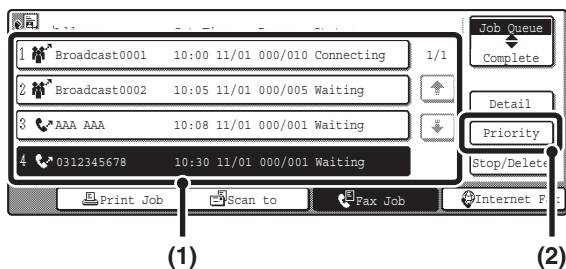 Job Queue
Complete
1 Broadcast0001 10:00 11/01 000/010 Connecting
1/1
2 Broadcast0002 10:05 11/01 000/005 Waiting
Detail
3 AAA AAA 10:08 11/01 000/001 Waiting
Priority
4 0312345678 10:30 11/01 000/001 Waiting
Stop/Delete
Print Job Scan to Fax Job Internet
(1) (2)